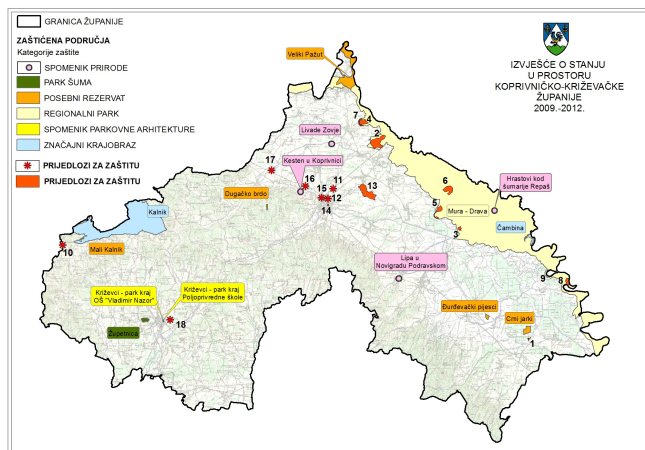 GRANICA ŽUPANIJE
ZAŠTIĆENA PODRUČJA
Kategorije zaštite
SPOMENIK PRIRODE
PARK ŠUMA
POSEBNI REZERVAT
REGIONALNI PARK
SPOMENIK PARKOVNE ARHITEKTURE
ZNAČAJNI KRAJOBRAZ
PRIJEDLOZI ZA ZAŠTITU
PRIJEDLOZI ZA ZAŠTITU
IZVJEŠĆE O STANJU
U PROSTORU
KOPRIVNIČKO-KRIŽEVAČKE
ŽUPANIJE
2009.-2012.
Veliki Pažut
7
4
2
Livade Zovje
Kesten u Koprivnici
17
16
11
15
12
14
13
6
5
3
Mura - Drava
Hrastovi kod
šumarije Repaš
Čambina
Dugačko brdo
Kalnik
Mali Kalnik
10
Lipa u
Novigradu Podravskom
9
8
Križevci - park kraj
OŠ "Vladimir Nazor"
Križevci - park kraj
Poljoprivredne škole
Župetnica
18
Đurđevački pijesci
Crni jarki
1